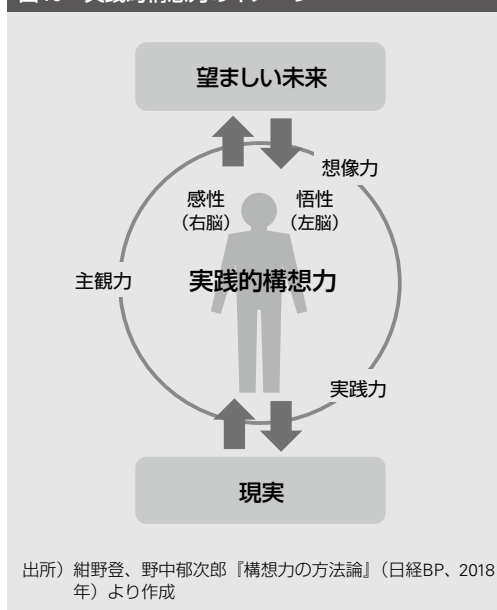 望ましい未来
想像力
感性
(右脳)
悟性
(左脳)
主観力
実践的構想力
実践力
現実
出所）紺野登、野中郁次郎『構想力の方法論』（日経BP、2018
年）より作成